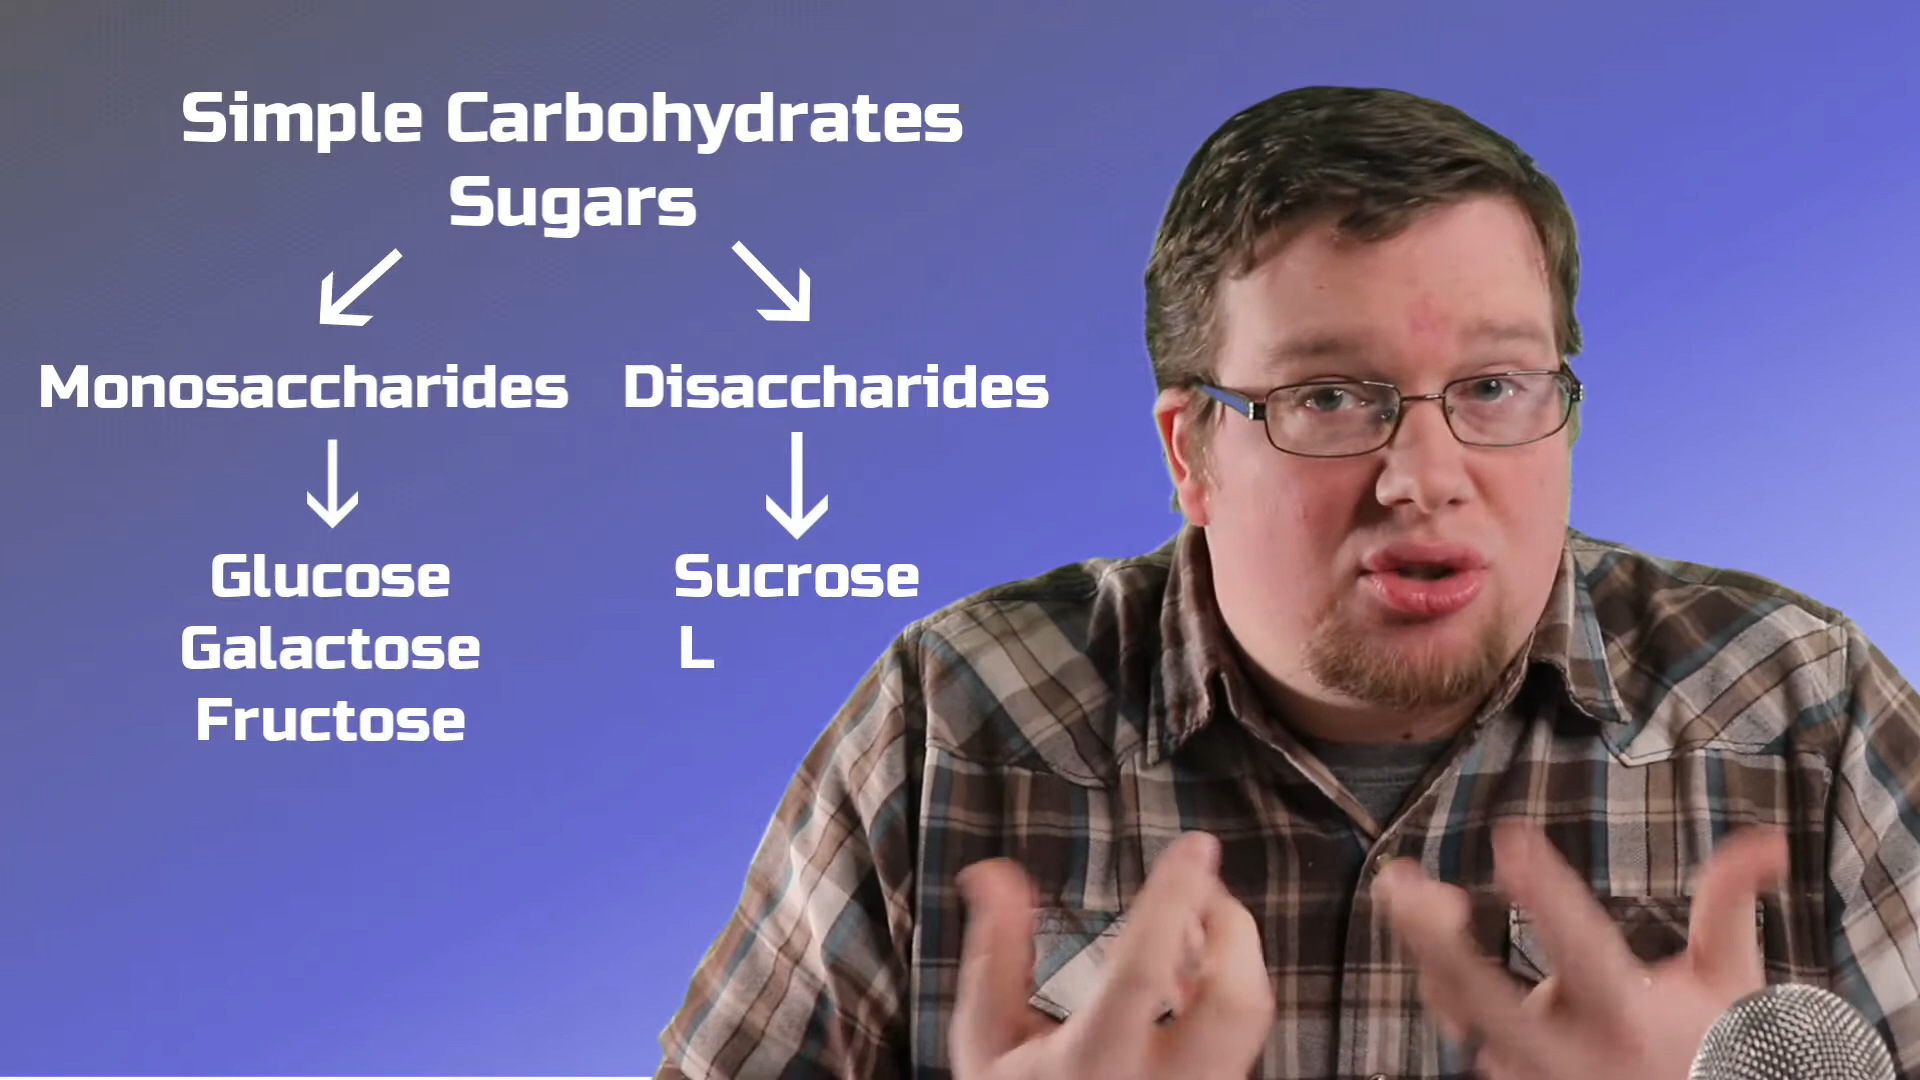 Simple Carbohydrates
Sugars
Monosaccharides
Disaccharides
Glucose
Galactose
Fructose
Sucrose
L